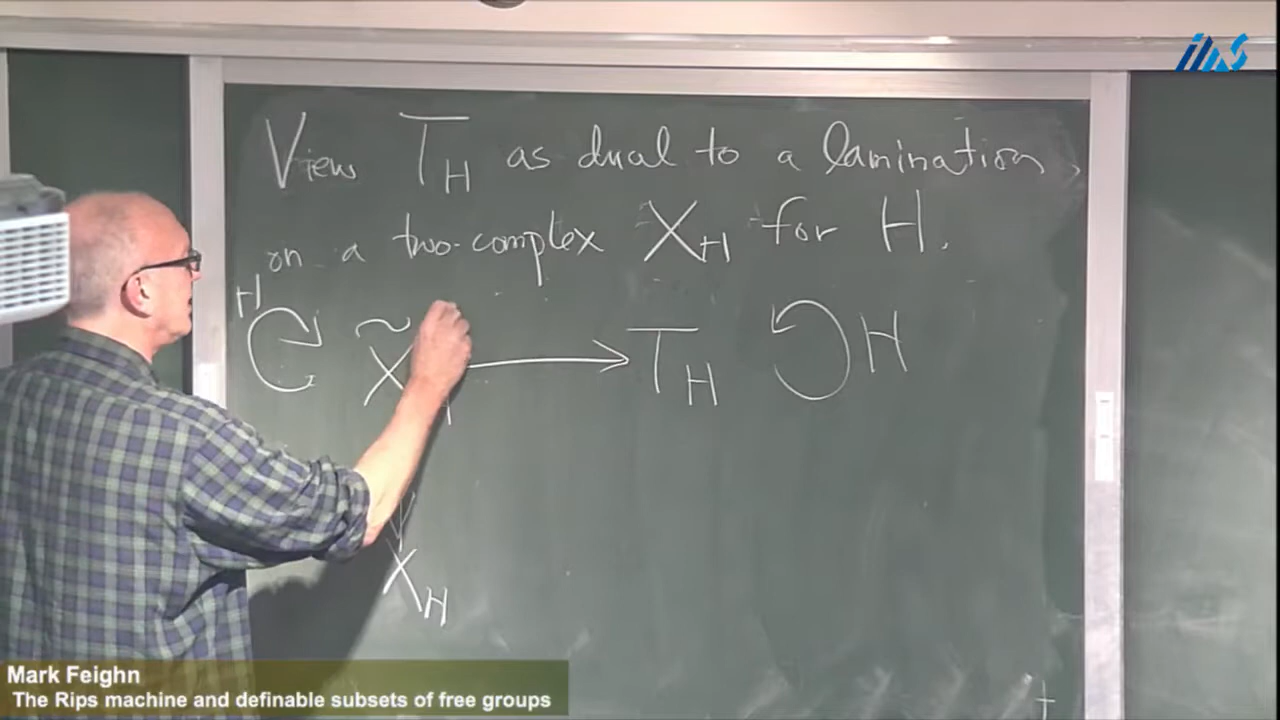 IMS
View T_H as dual to a lamination
on a two-complex X_H for H.
H X̃ → T_H H
X_H
Mark Feighn
The Rips machine and definable subsets of free groups